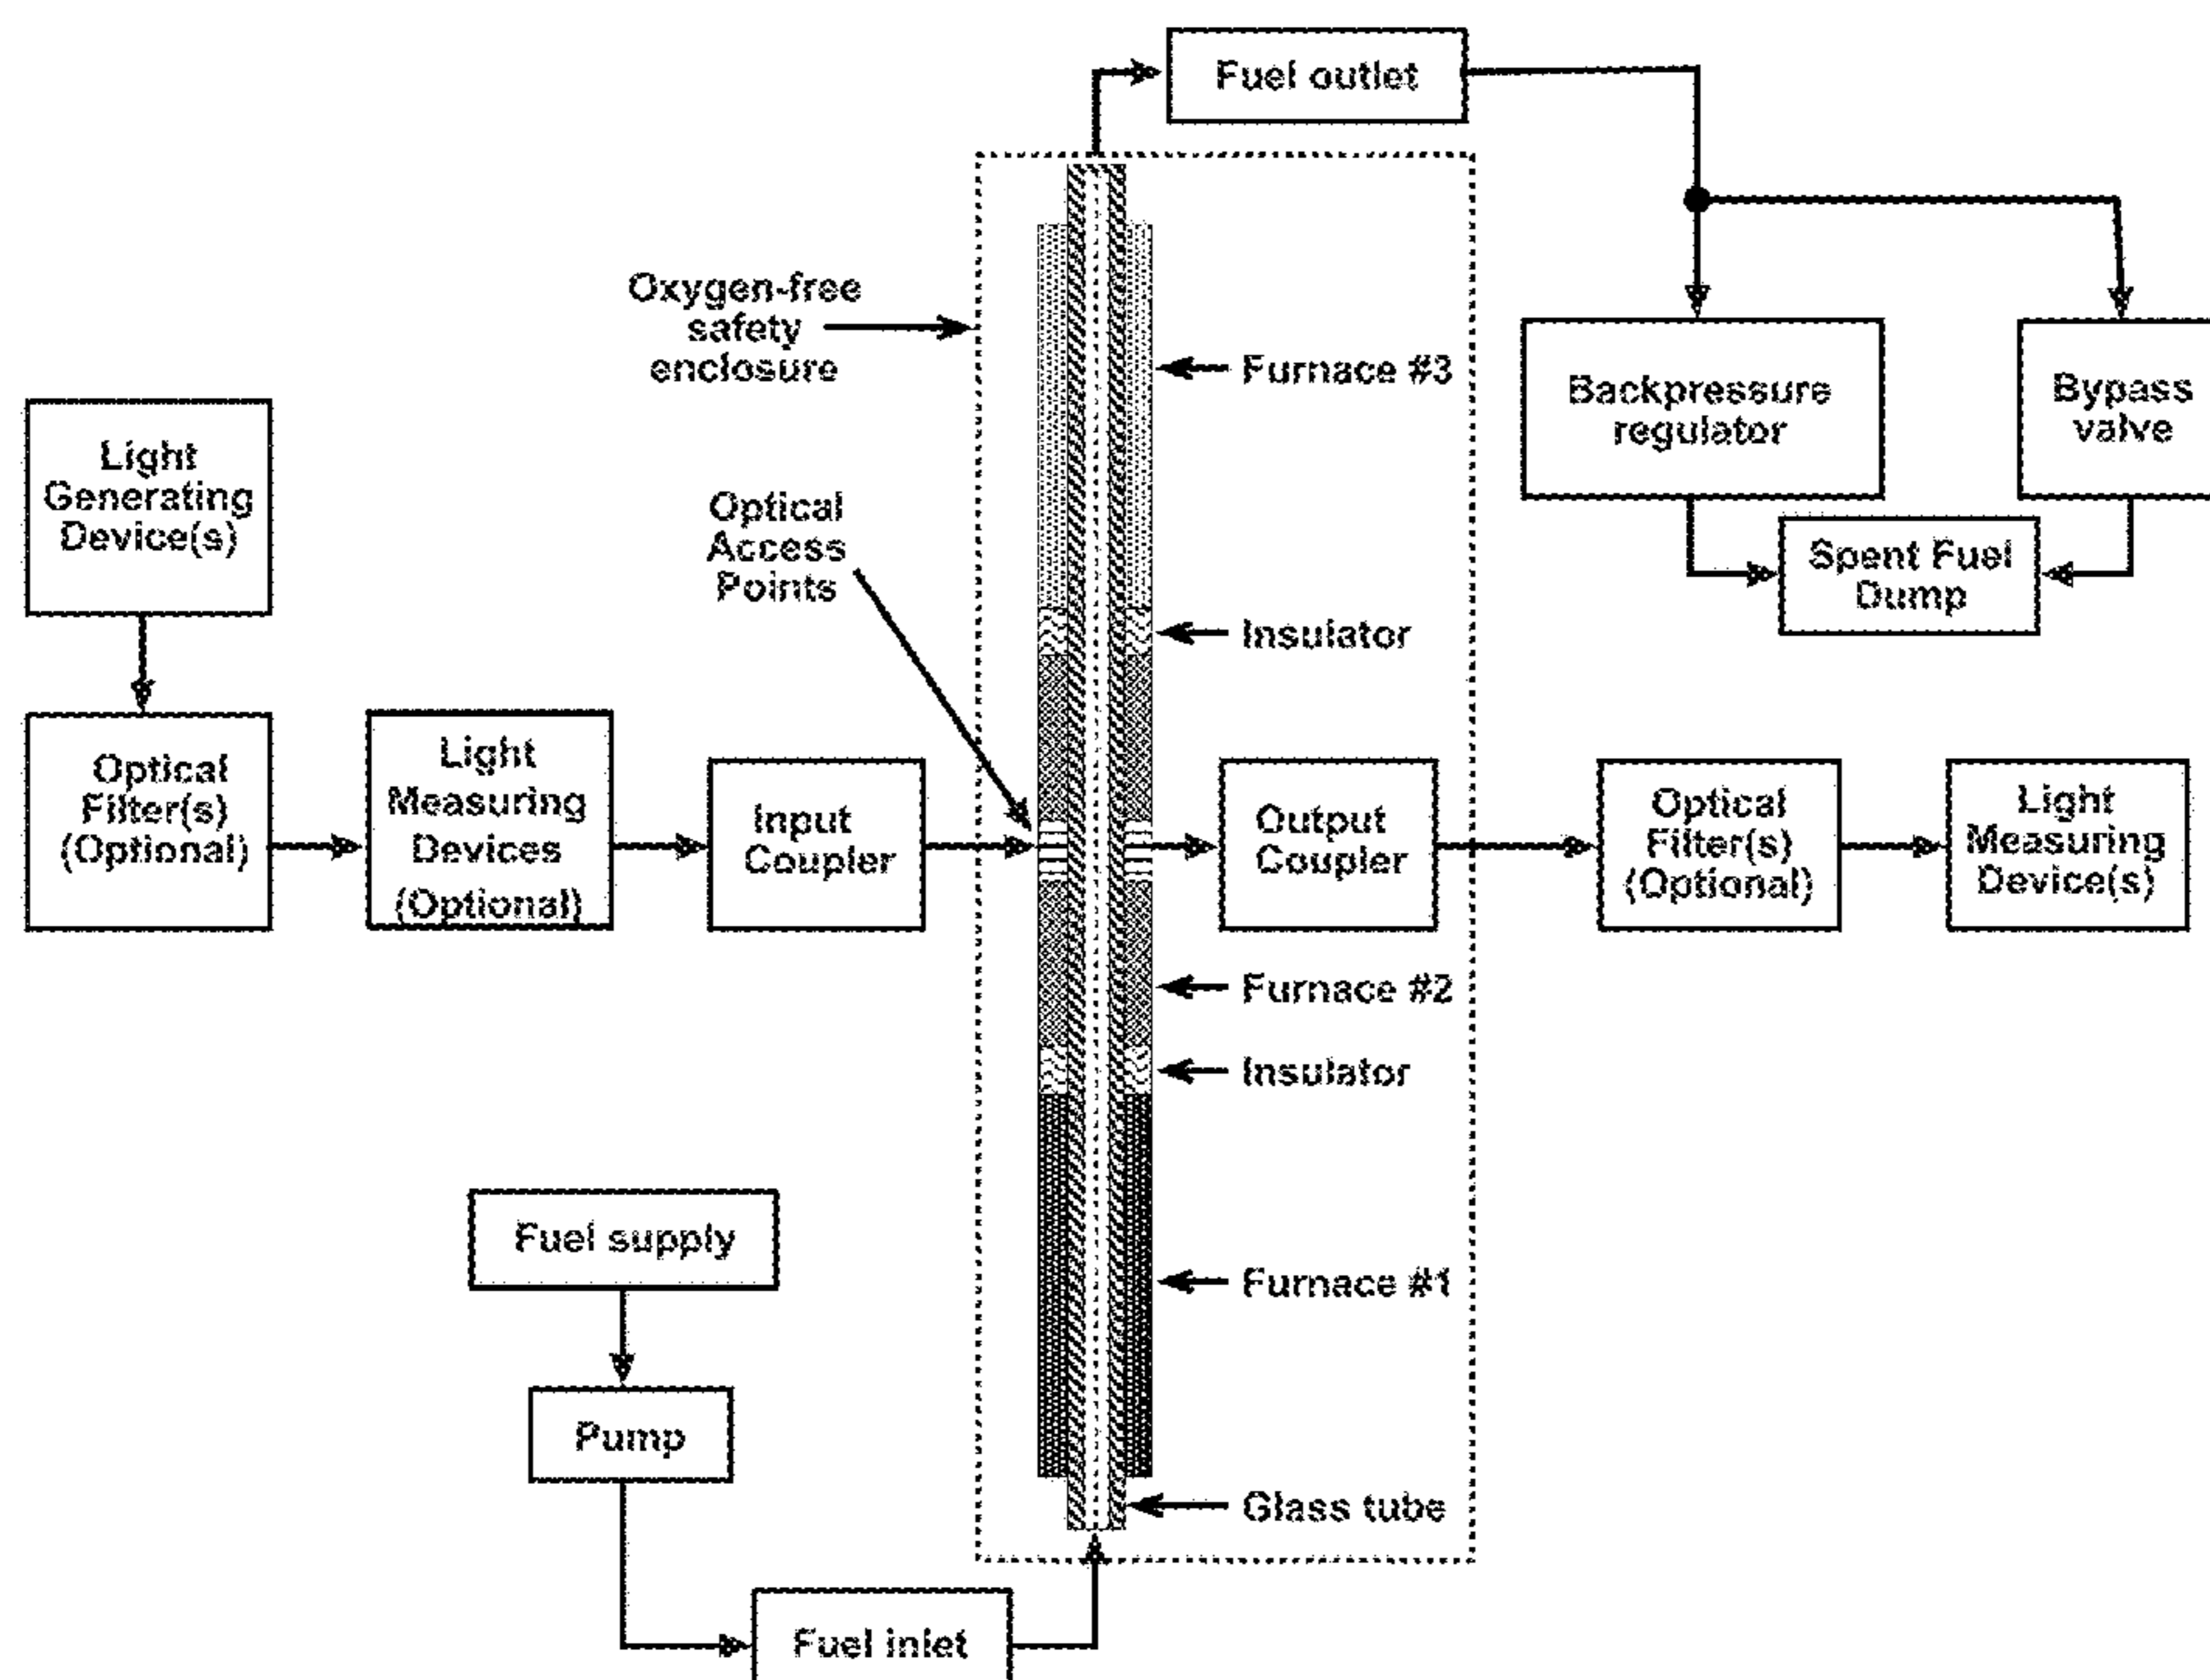 Fuel outlet
Oxygen-free
safety
enclosure
Furnace #3
Backpressure
regulator
Bypass
valve
Light
Generating
Device(s)
Optical
Access
Points
Spent Fuel
Dump
Insulator
Optical
Filter(s)
(Optional)
Light
Measuring
Devices
(Optional)
Input
Coupler
Output
Coupler
Optical
Filter(s)
(Optional)
Light
Measuring
Device(s)
Furnace #2
Insulator
Fuel supply
Furnace #1
Pump
Glass tube
Fuel inlet